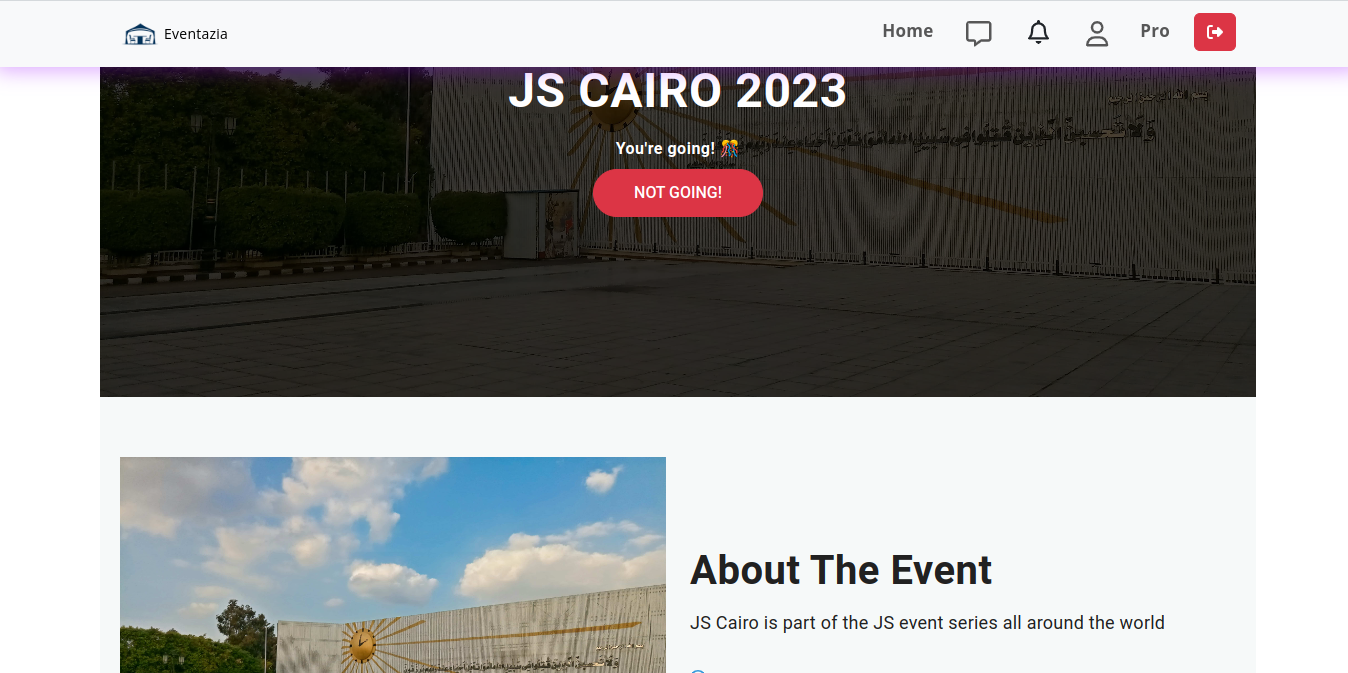 Eventazia
Home
Pro
JS CAIRO 2023
You're going! 🎊
NOT GOING!
About The Event
JS Cairo is part of the JS event series all around the world